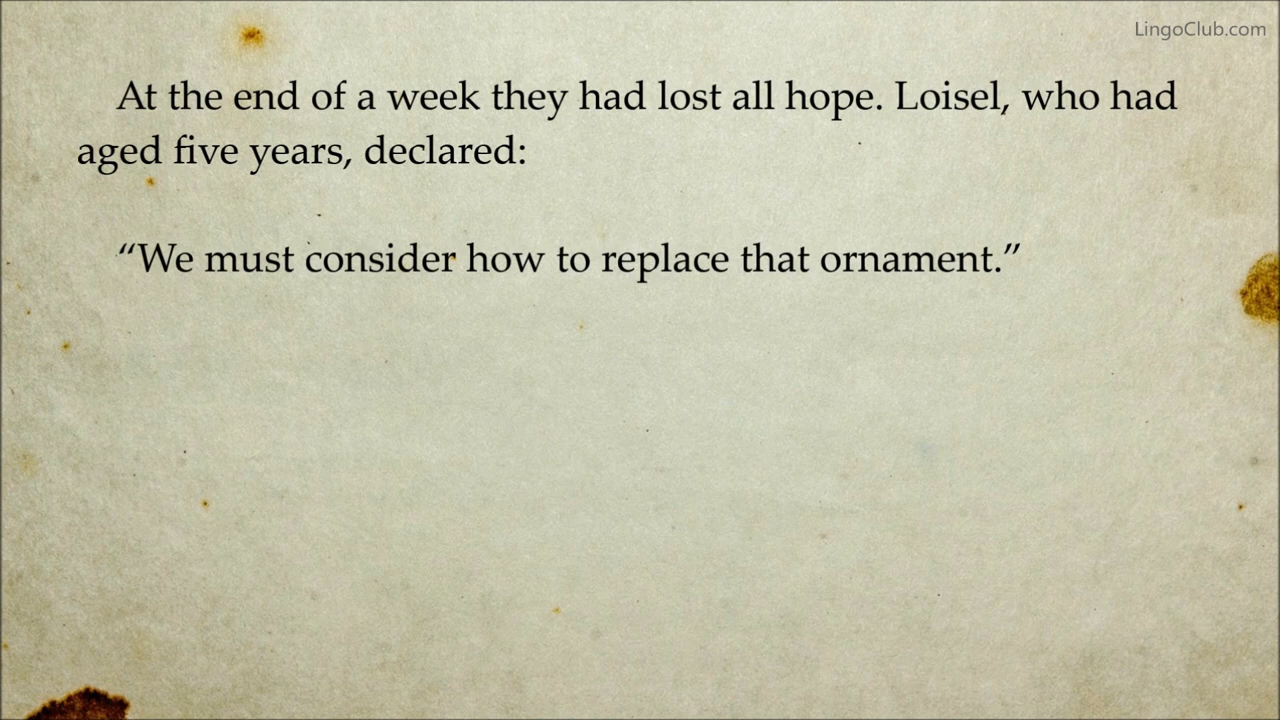 LingoClub.com
At the end of a week they had lost all hope. Loisel, who had
aged five years, declared:
“We must consider how to replace that ornament.”